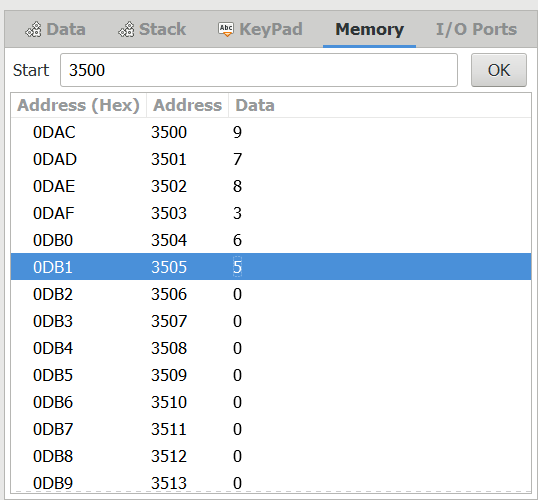 Data Stack Abc KeyPad Memory I/O Ports
Start 3500 OK
Address (Hex) Address Data
0DAC 3500 9
0DAD 3501 7
0DAE 3502 8
0DAF 3503 3
0DB0 3504 6
0DB1 3505 5
0DB2 3506 0
0DB3 3507 0
0DB4 3508 0
0DB5 3509 0
0DB6 3510 0
0DB7 3511 0
0DB8 3512 0
0DB9 3513 0